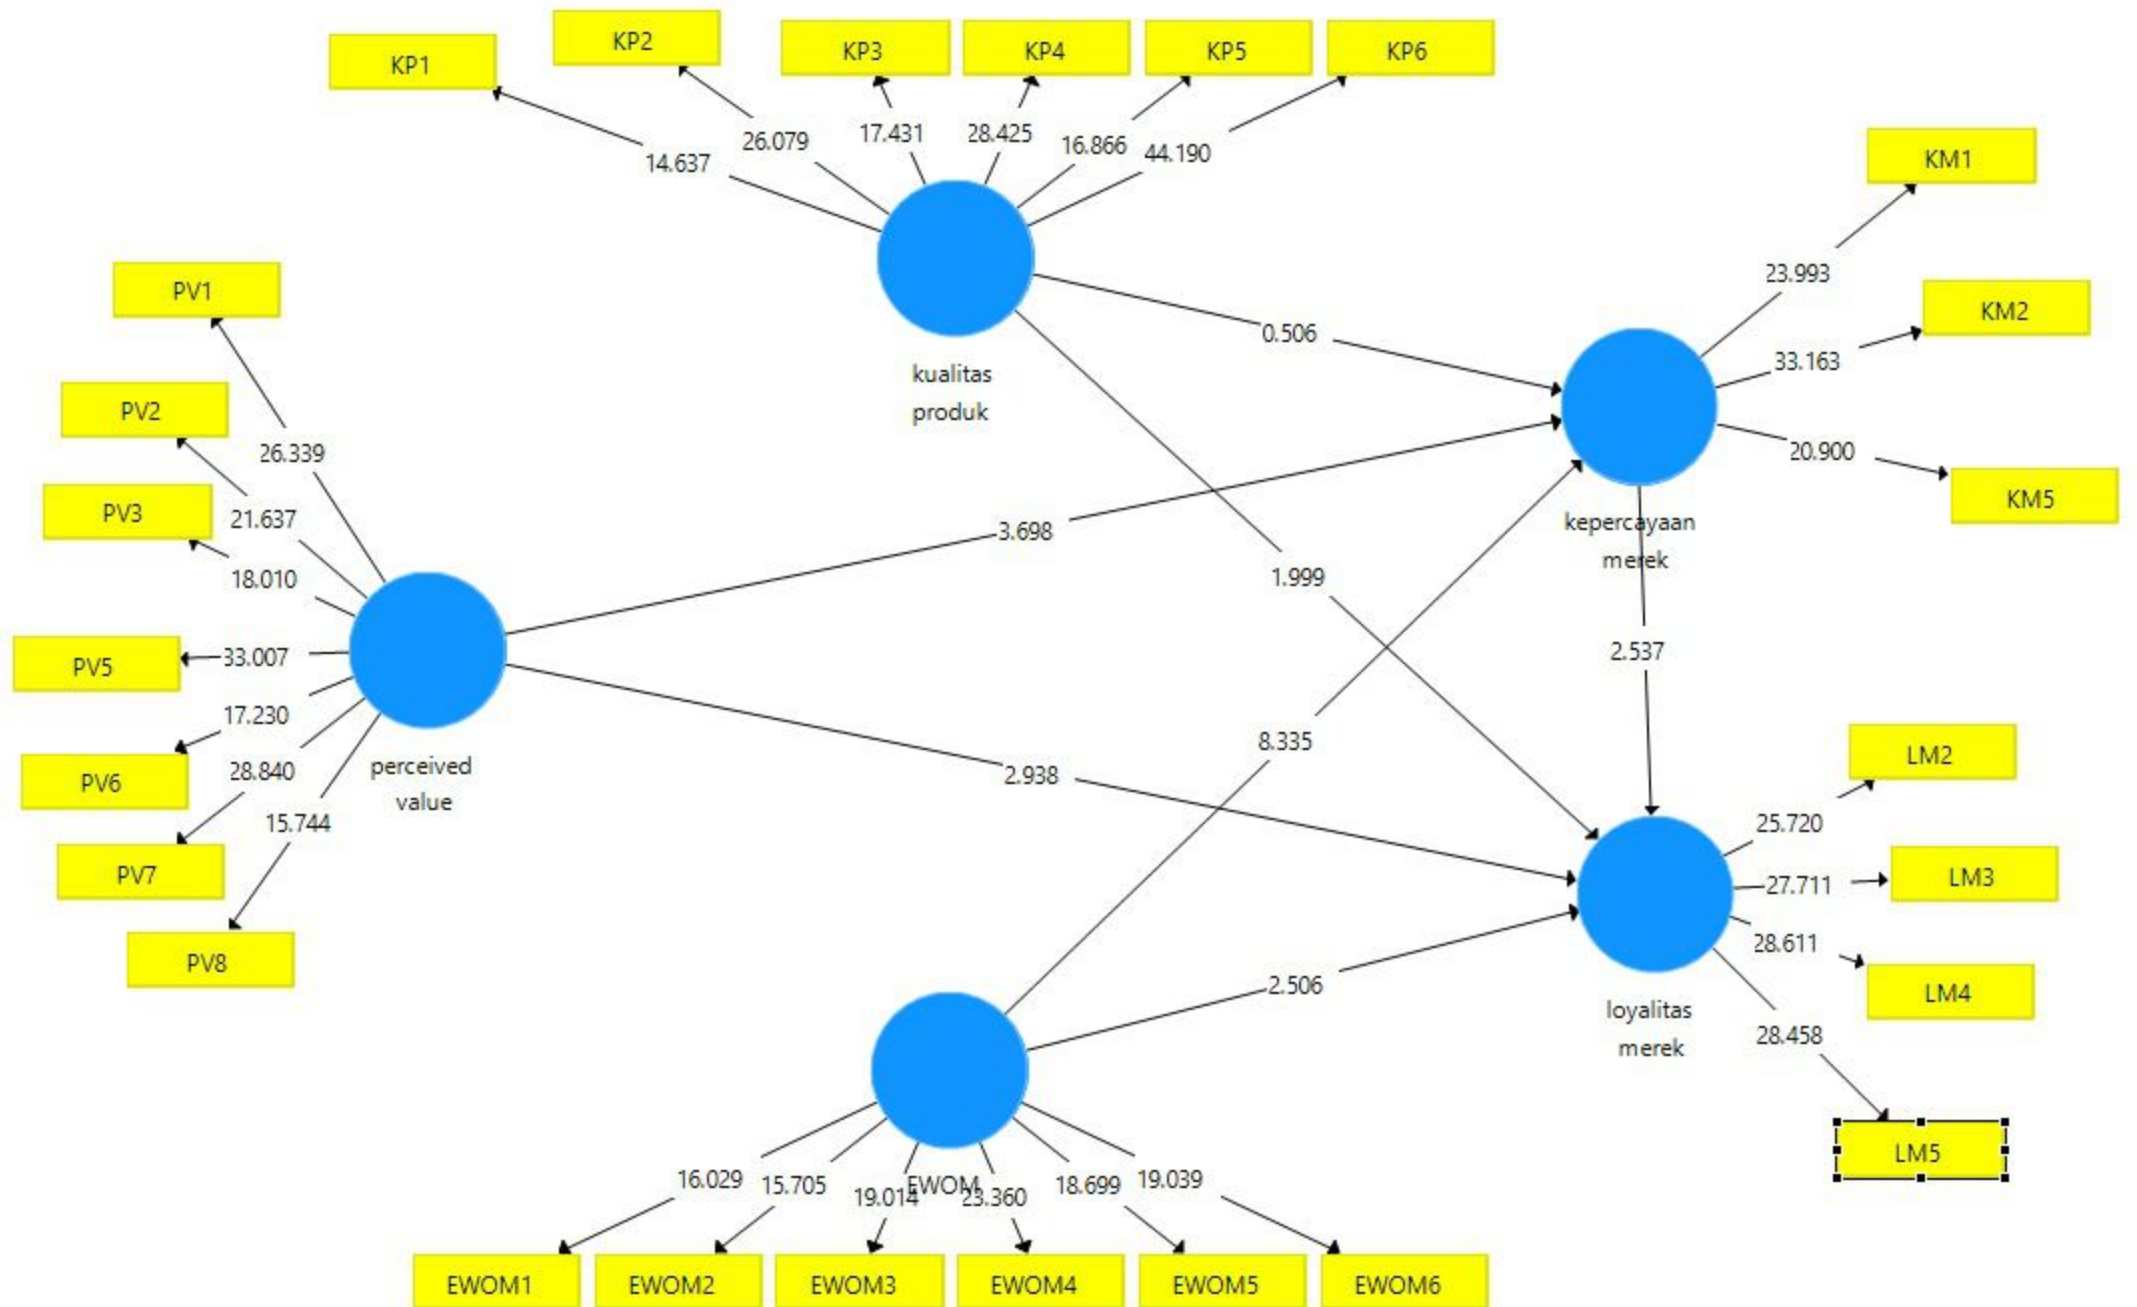 KP1
KP2
KP3
KP4
KP5
KP6
14.637
26.079
17.431
28.425
16.866
44.190
KM1
KM2
KM5
23.993
33.163
20.900
PV1
PV2
PV3
PV5
PV6
PV7
PV8
26.339
21.637
18.010
33.007
17.230
28.840
15.744
kualitas
produk
perceived
value
kepercayaan
merek
0.506
3.698
1.999
2.537
8.335
2.938
2.506
LM2
LM3
LM4
LM5
25.720
27.711
28.611
28.458
loyalitas
merek
EWOM
16.029
15.705
19.014
23.360
18.699
19.039
EWOM1
EWOM2
EWOM3
EWOM4
EWOM5
EWOM6